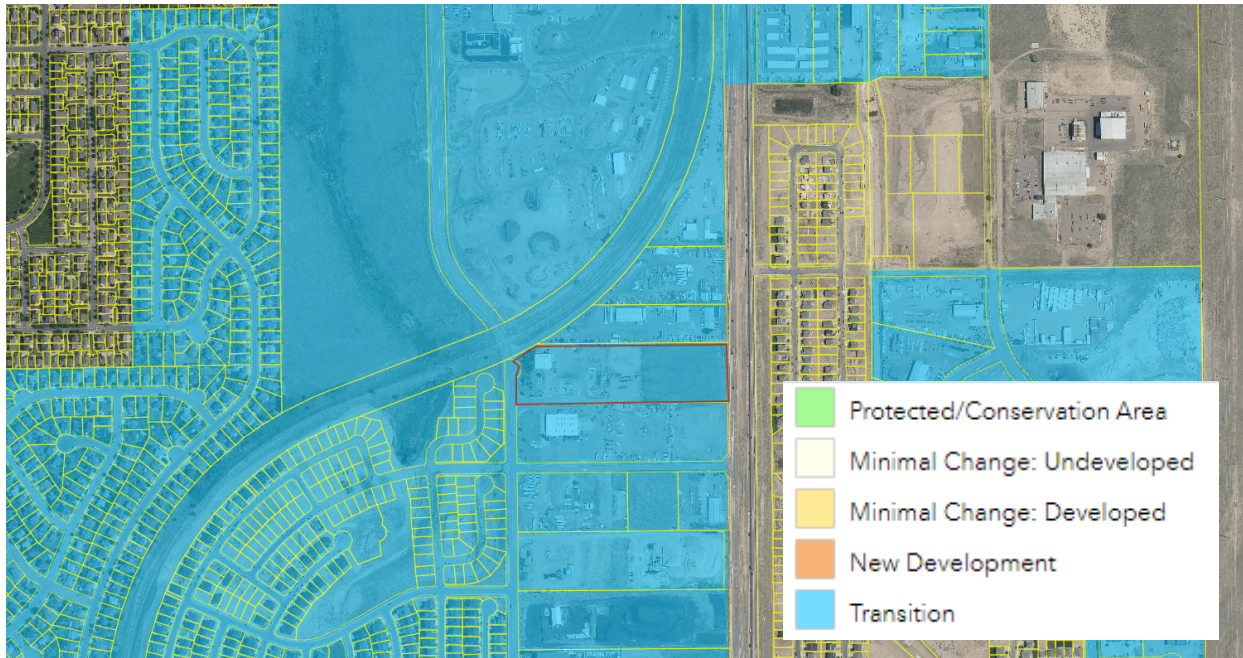 Protected/Conservation Area
Minimal Change: Undeveloped
Minimal Change: Developed
New Development
Transition